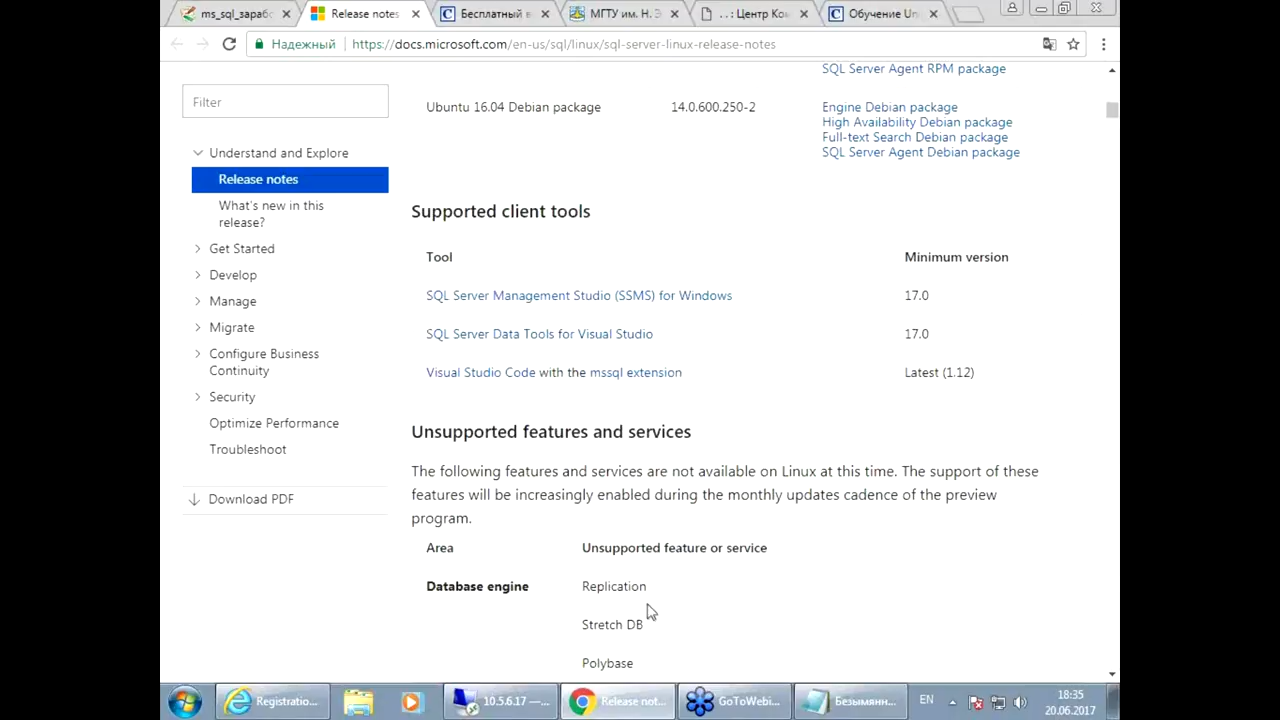 ms_sql_зарабо
Release notes
Бесплатный в
МГТУ им. Н. Э
. . : Центр Ком
Обучение Uni
Надежный
https://docs.microsoft.com/en-us/sql/linux/sql-server-linux-release-notes
Filter
Understand and Explore
Release notes
What's new in this
release?
Get Started
Develop
Manage
Migrate
Configure Business
Continuity
Security
Optimize Performance
Troubleshoot
Download PDF
SQL Server Agent RPM package
Ubuntu 16.04 Debian package 14.0.600.250-2 Engine Debian package
High Availability Debian package
Full-text Search Debian package
SQL Server Agent Debian package
Supported client tools
Tool Minimum version
SQL Server Management Studio (SSMS) for Windows 17.0
SQL Server Data Tools for Visual Studio 17.0
Visual Studio Code with the mssql extension Latest (1.12)
Unsupported features and services
The following features and services are not available on Linux at this time. The support of these
features will be increasingly enabled during the monthly updates cadence of the preview
program.
Area Unsupported feature or service
Database engine Replication
Stretch DB
Polybase
Registratio...
10.5.6.17 —...
Release not...
GoToWebi...
Безымянн...
EN
18:35
20.06.2017